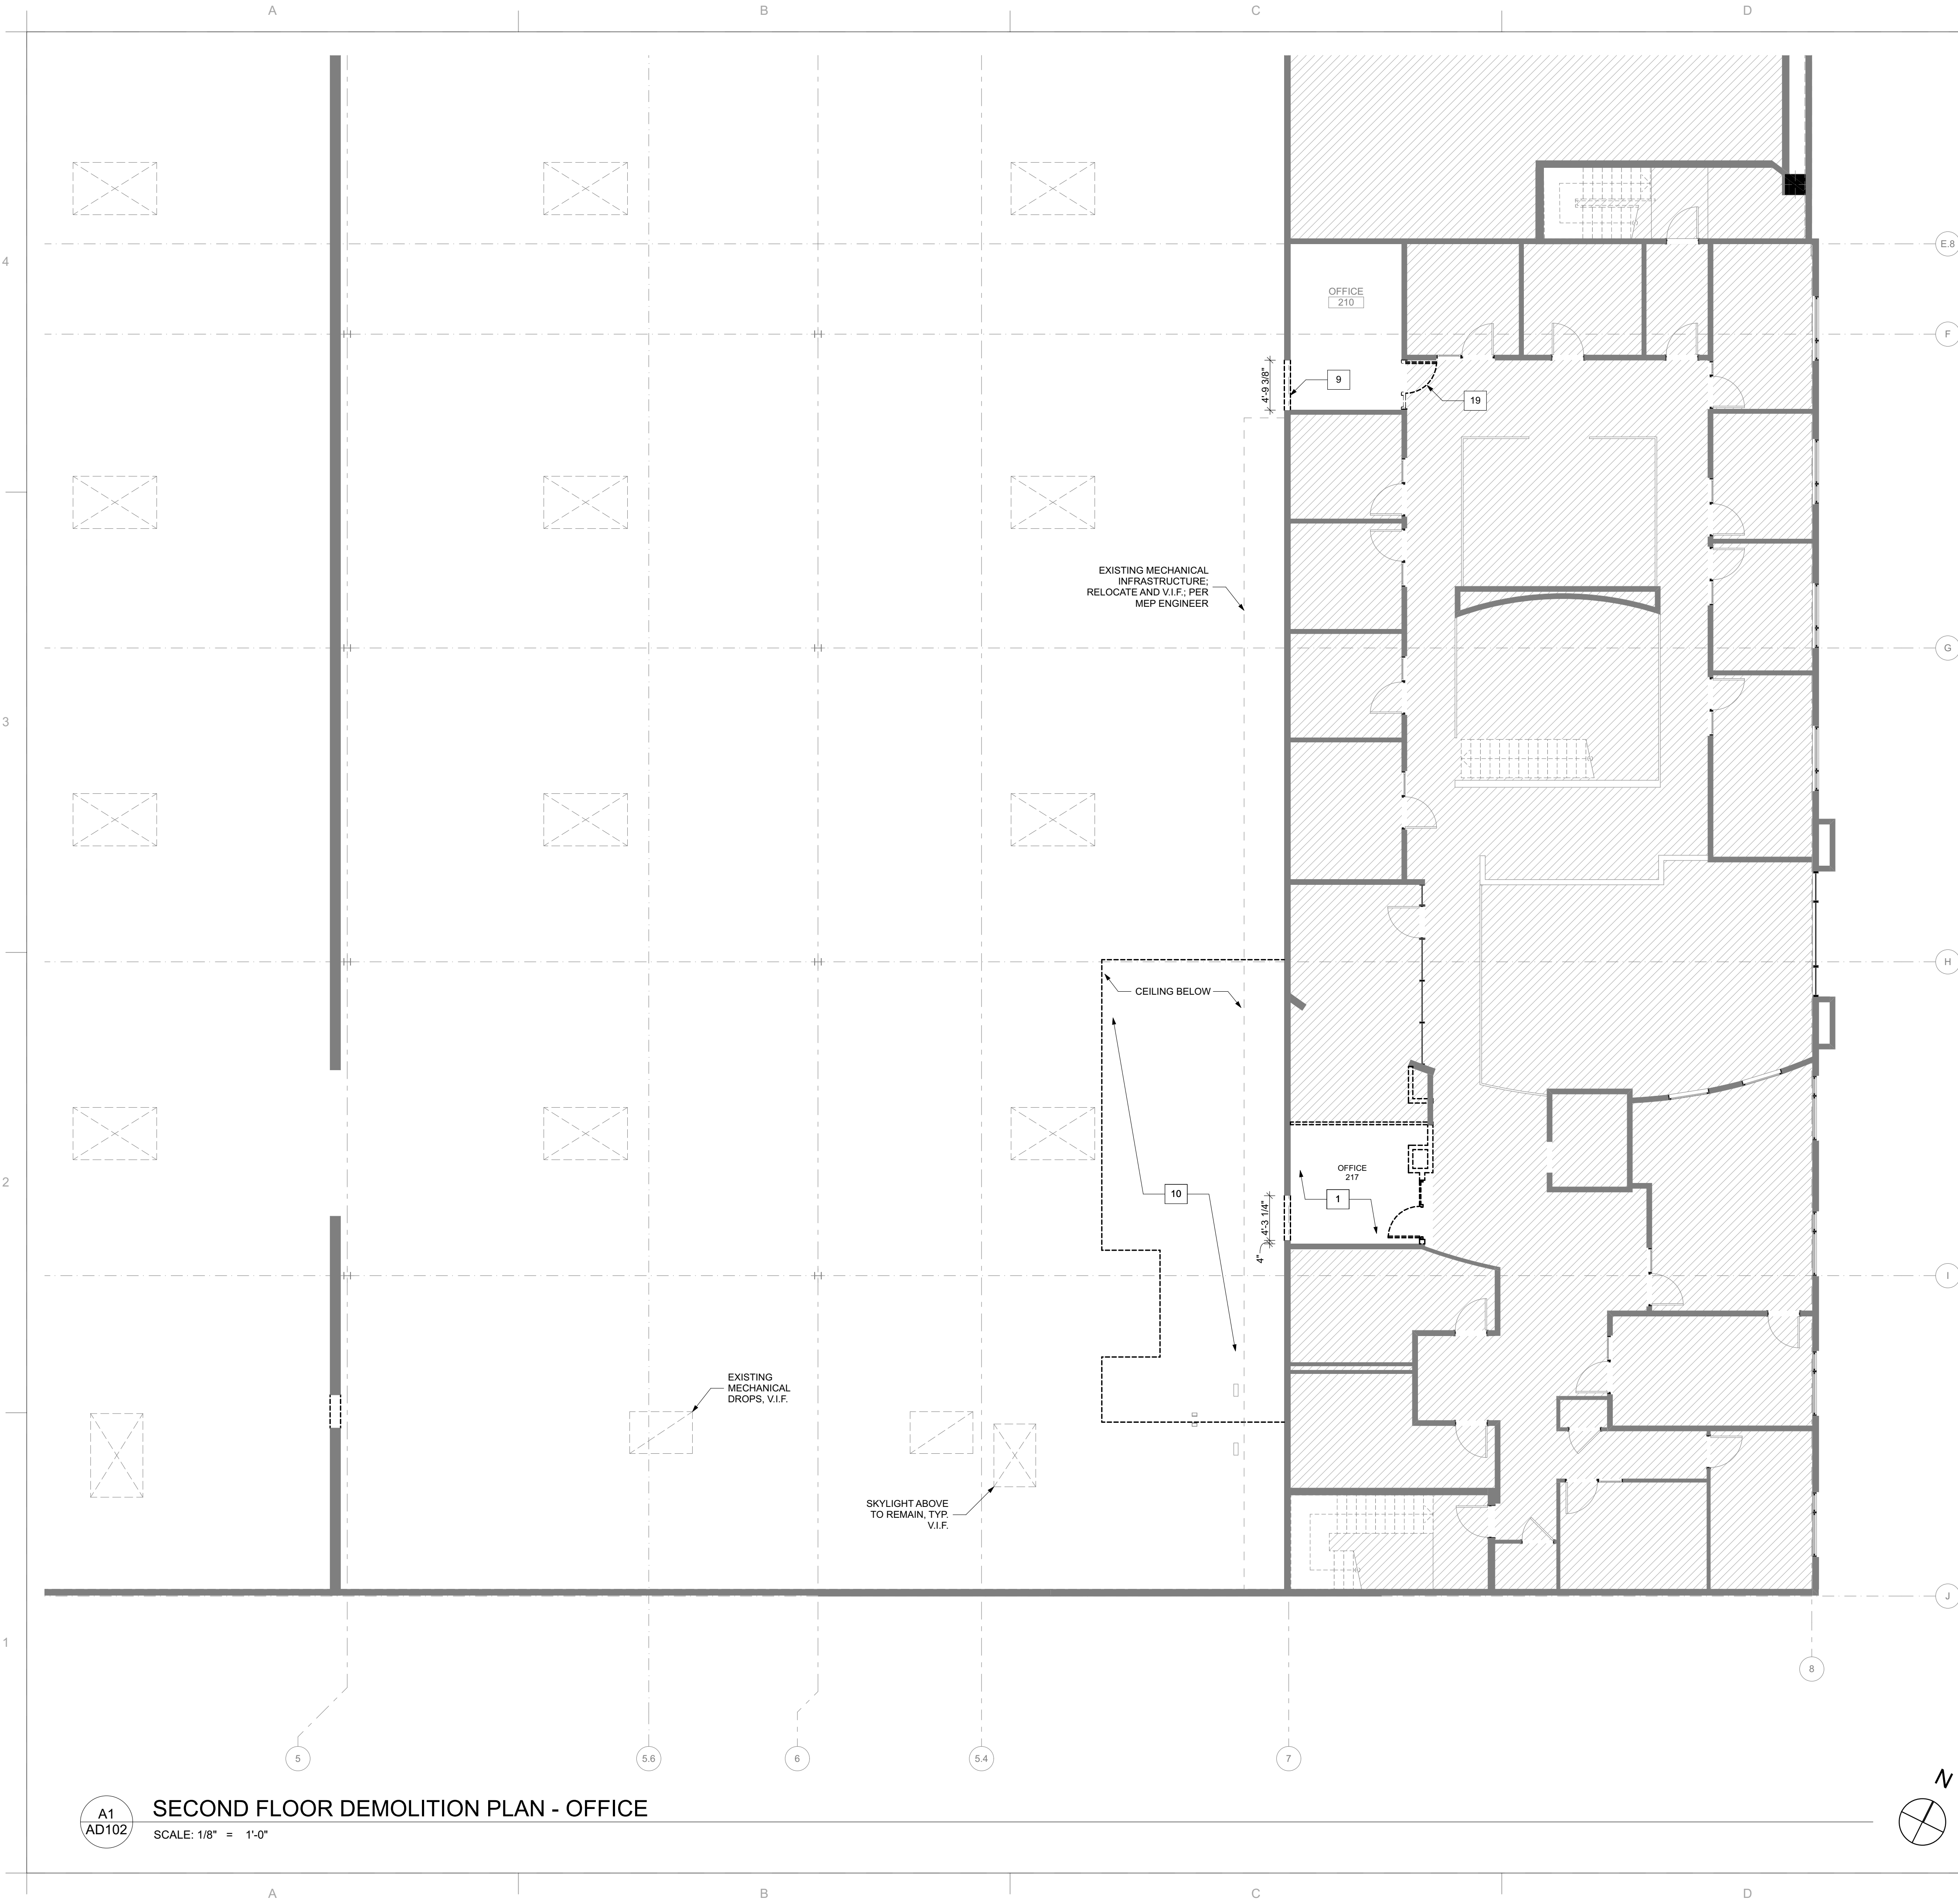 A
B
C
D
4
E.8
OFFICE
210
F
4'-9 3/8"
9
19
EXISTING MECHANICAL
INFRASTRUCTURE;
RELOCATE AND V.I.F.; PER
MEP ENGINEER
G
3
H
CEILING BELOW
OFFICE
217
2
10
1
4'-3 1/4"
4"
I
EXISTING
MECHANICAL
DROPS, V.I.F.
SKYLIGHT ABOVE
TO REMAIN, TYP.
V.I.F.
J
1
8
5
5.6
6
5.4
7
N
A1
AD102
SECOND FLOOR DEMOLITION PLAN - OFFICE
SCALE: 1/8" = 1'-0"
A
B
C
D